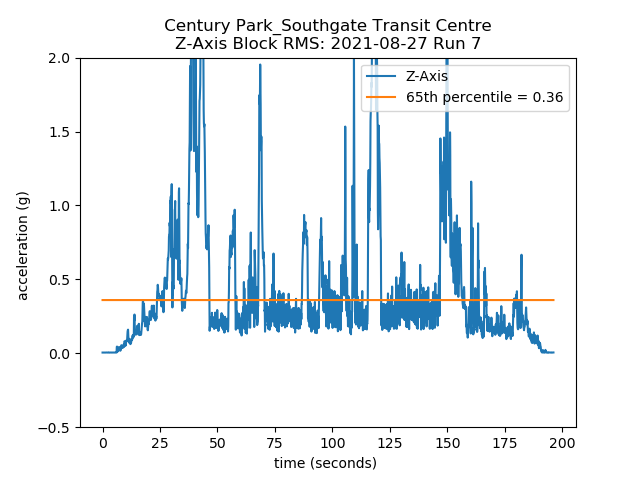 Century Park_Southgate Transit Centre
Z-Axis Block RMS: 2021-08-27 Run 7
2.0
1.5
1.0
0.5
0.0
−0.5
acceleration (g)
Z-Axis
65th percentile = 0.36
0
25
50
75
100
125
150
175
200
time (seconds)